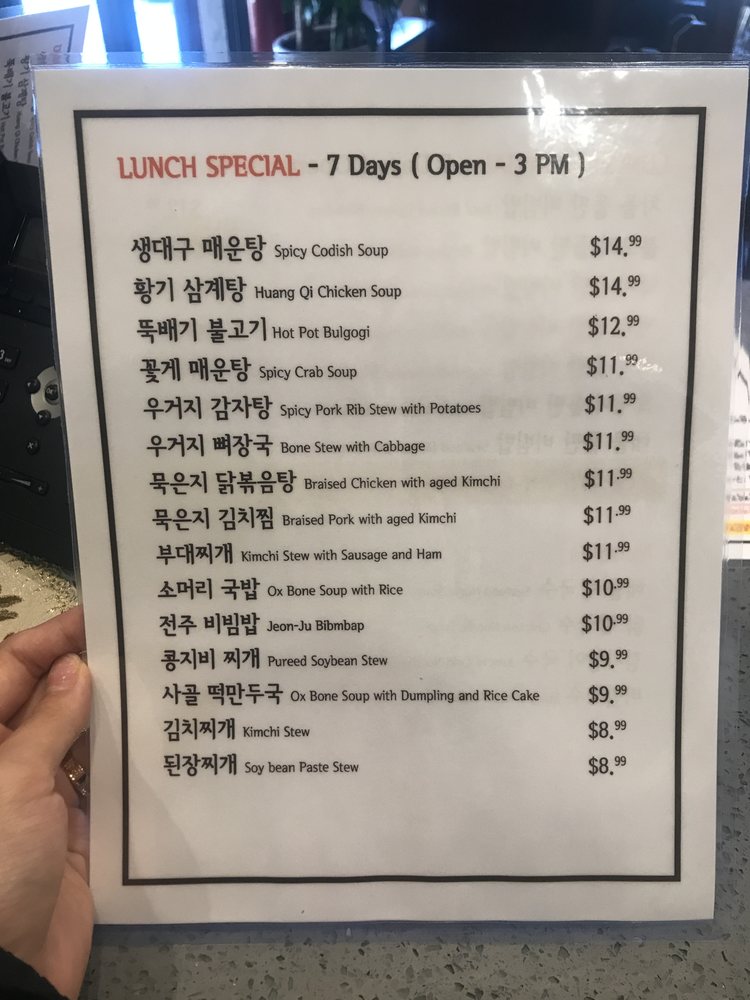 LUNCH SPECIAL - 7 Days ( Open - 3 PM )
생대구 매운탕 Spicy Codish Soup $14.99
황기 삼계탕 Huang Qi Chicken Soup $14.99
뚝배기 불고기 Hot Pot Bulgogi $12.99
꽃게 매운탕 Spicy Crab Soup $11.99
우거지 감자탕 Spicy Pork Rib Stew with Potatoes $11.99
우거지 뼈장국 Bone Stew with Cabbage $11.99
묵은지 닭볶음탕 Braised Chicken with aged Kimchi $11.99
묵은지 김치찜 Braised Pork with aged Kimchi $11.99
부대찌개 Kimchi Stew with Sausage and Ham $11.99
소머리 국밥 Ox Bone Soup with Rice $10.99
전주 비빔밥 Jeon-Ju Bibmbap $10.99
콩지비 찌개 Pureed Soybean Stew $9.99
사골 떡만두국 Ox Bone Soup with Dumpling and Rice Cake $9.99
김치찌개 Kimchi Stew $8.99
된장찌개 Soy bean Paste Stew $8.99